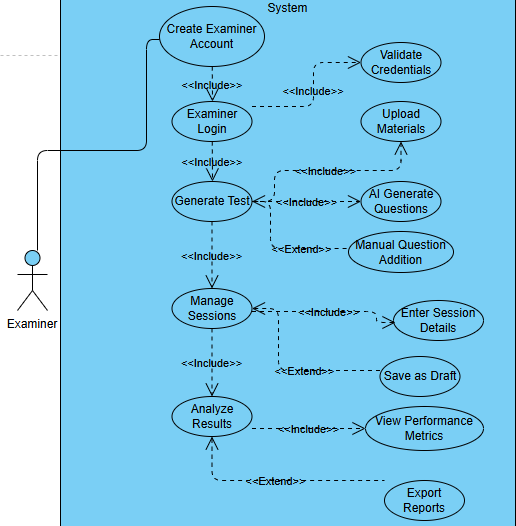 System
Create Examiner
Account
<<Include>>
Validate
Credentials
<<Include>>
Examiner
Login
Upload
Materials
<<Include>>
<<Include>>
Generate Test
<<Include>>
AI Generate
Questions
<<Extend>>
Manual Question
Addition
<<Include>>
Manage
Sessions
<<Include>>
Enter Session
Details
Examiner
<<Include>>
<<Extend>>
Save as Draft
Analyze
Results
<<Include>>
View Performance
Metrics
<<Extend>>
Export
Reports